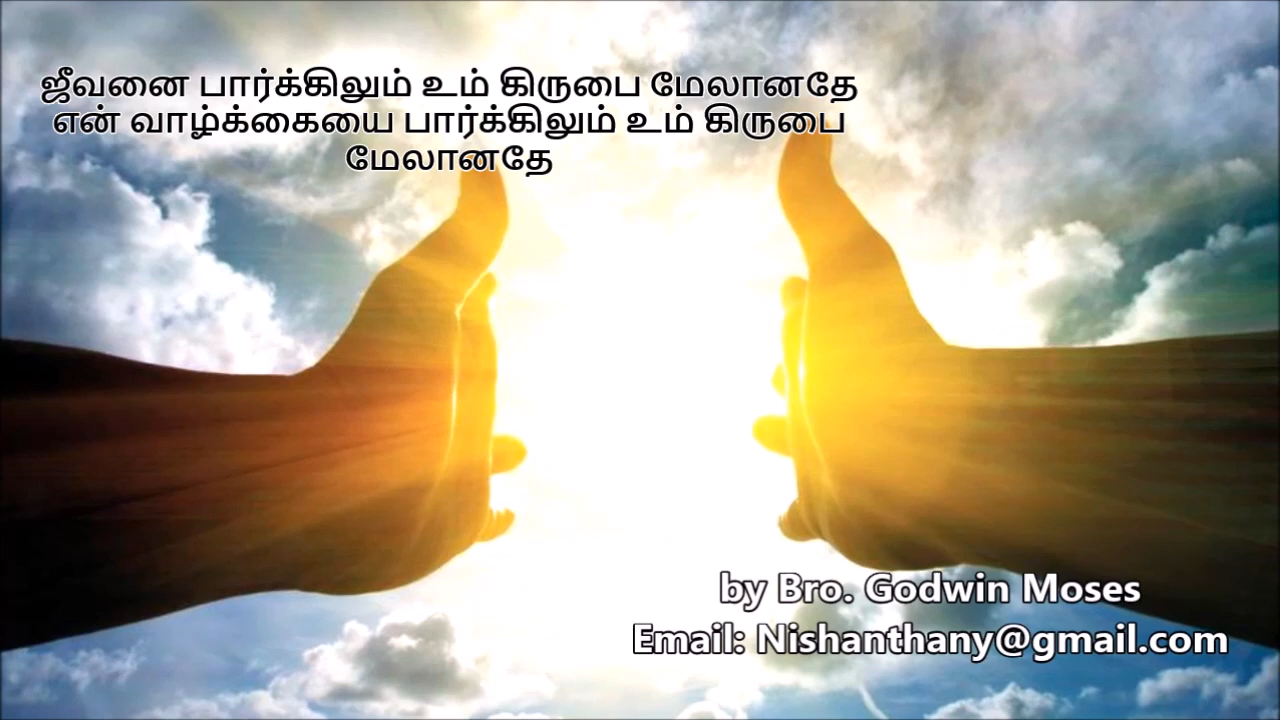 ஜீவனை பார்க்கிலும் உம் கிருபை மேலானதே
என் வாழ்க்கையை பார்க்கிலும் உம் கிருபை
மேலானதே
by Bro. Godwin Moses
Email: Nishanthany@gmail.com